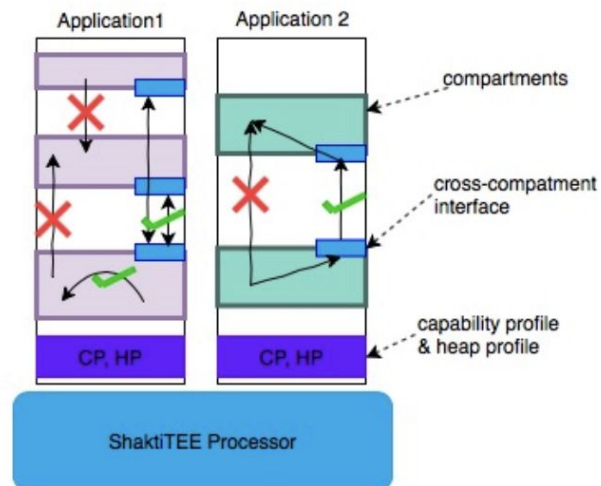 Application1
Application 2
compartments
cross-compatment
interface
capability profile
& heap profile
CP, HP
CP, HP
ShaktiTEE Processor